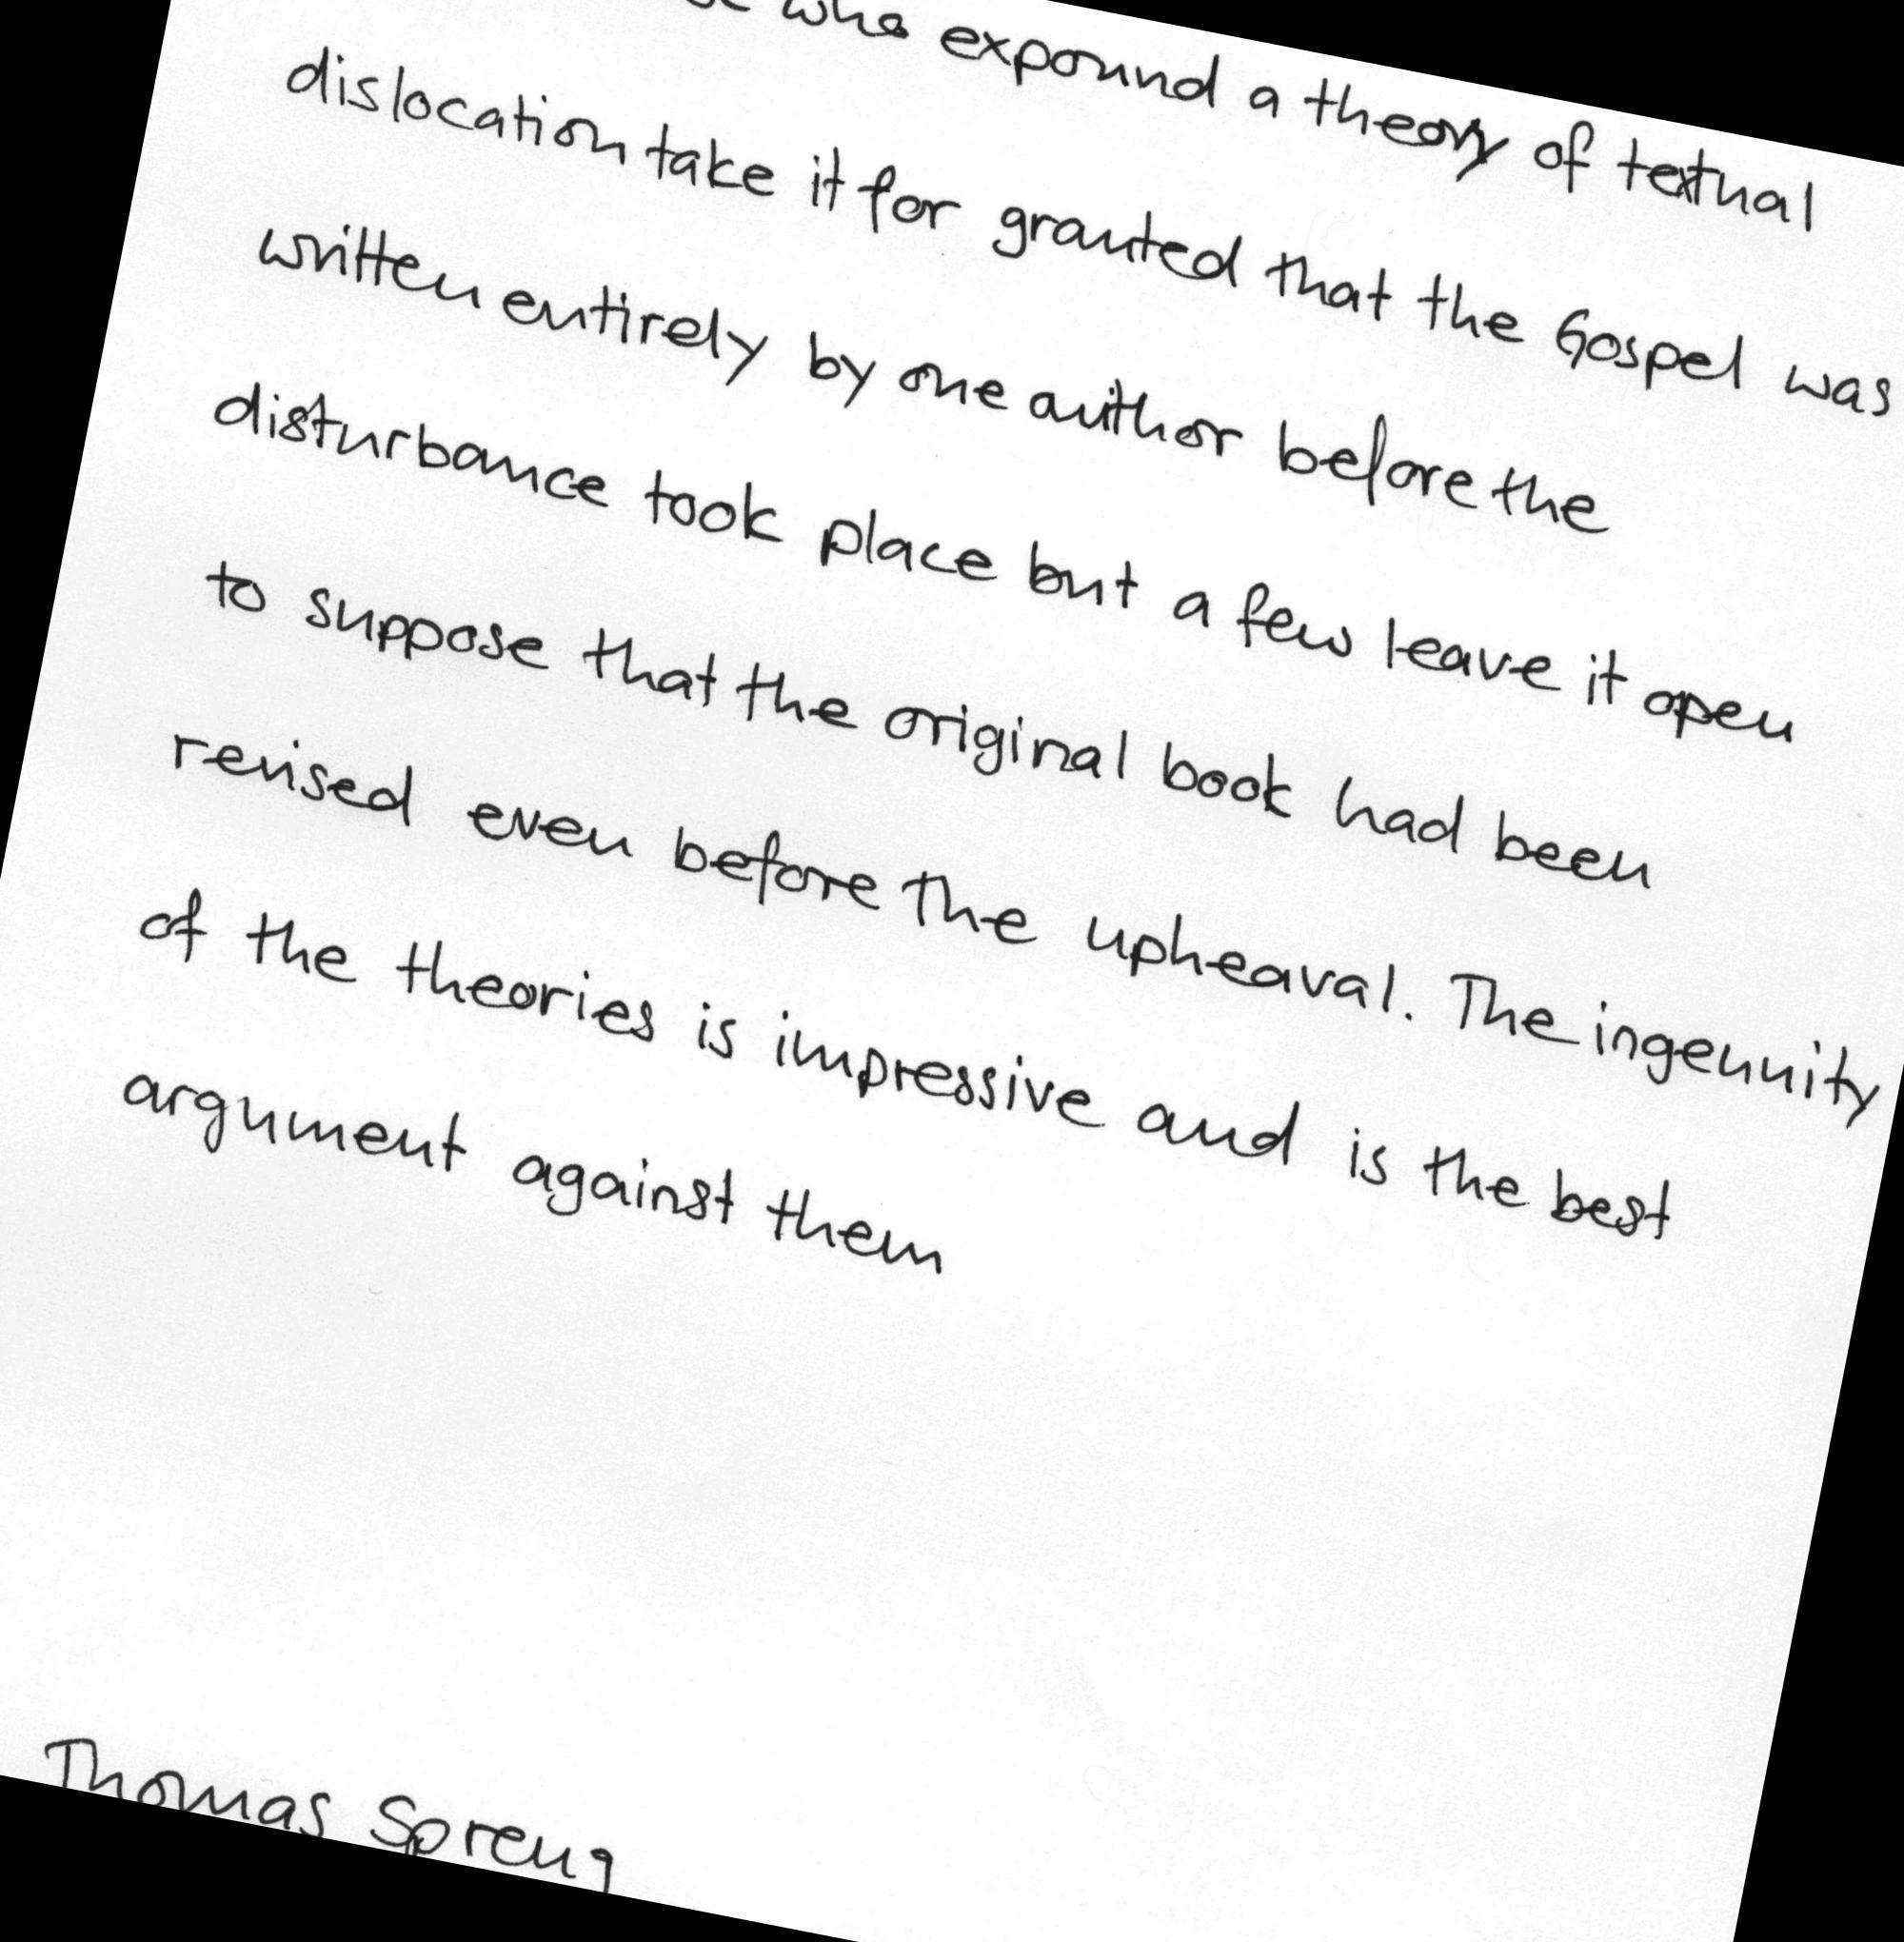 who expound a theory of textual
dislocation take it for granted that the Gospel was
written entirely by one author before the
disturbance took place but a few leave it open
to suppose that the original book had been
revised even before the upheaval. The ingenuity
of the theories is impressive and is the best
argument against them
Thomas Spreng